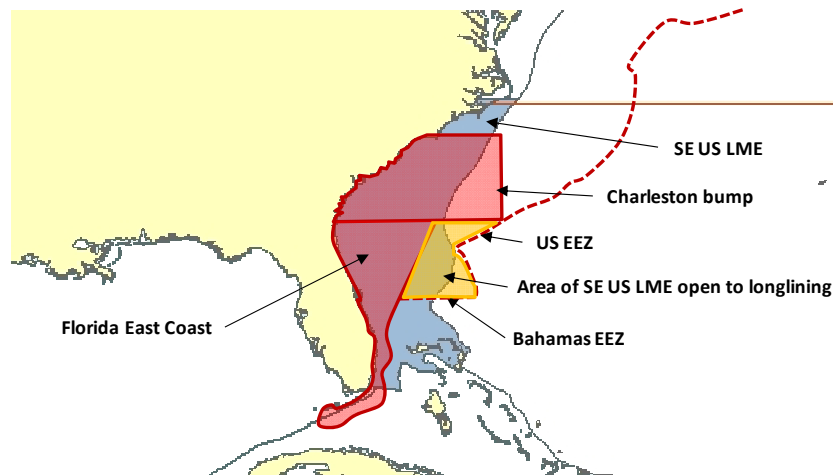 SE US LME
Charleston bump
US EEZ
Area of SE US LME open to longlining
Florida East Coast
Bahamas EEZ